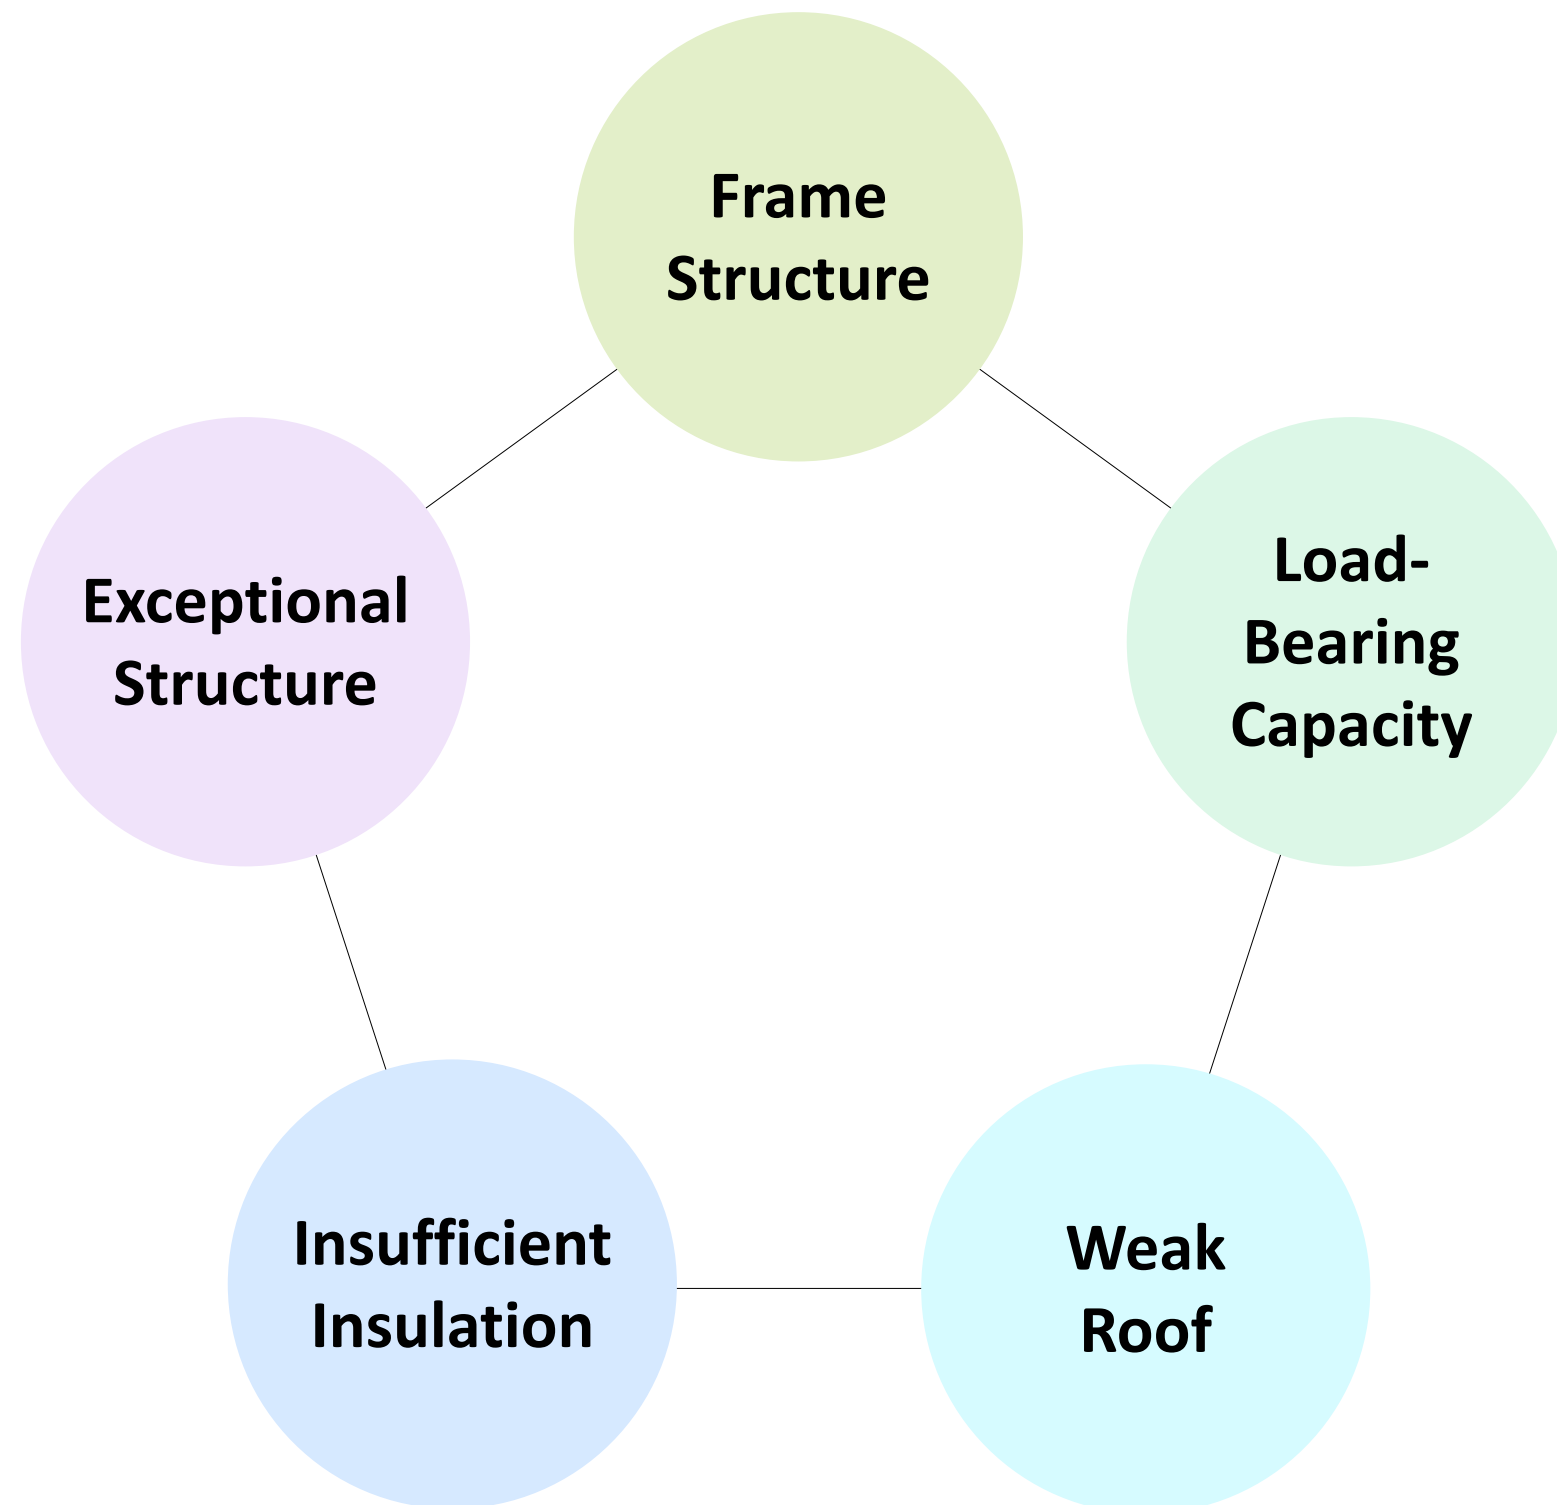 Frame
Structure
Exceptional
Structure
Load-
Bearing
Capacity
Insufficient
Insulation
Weak
Roof